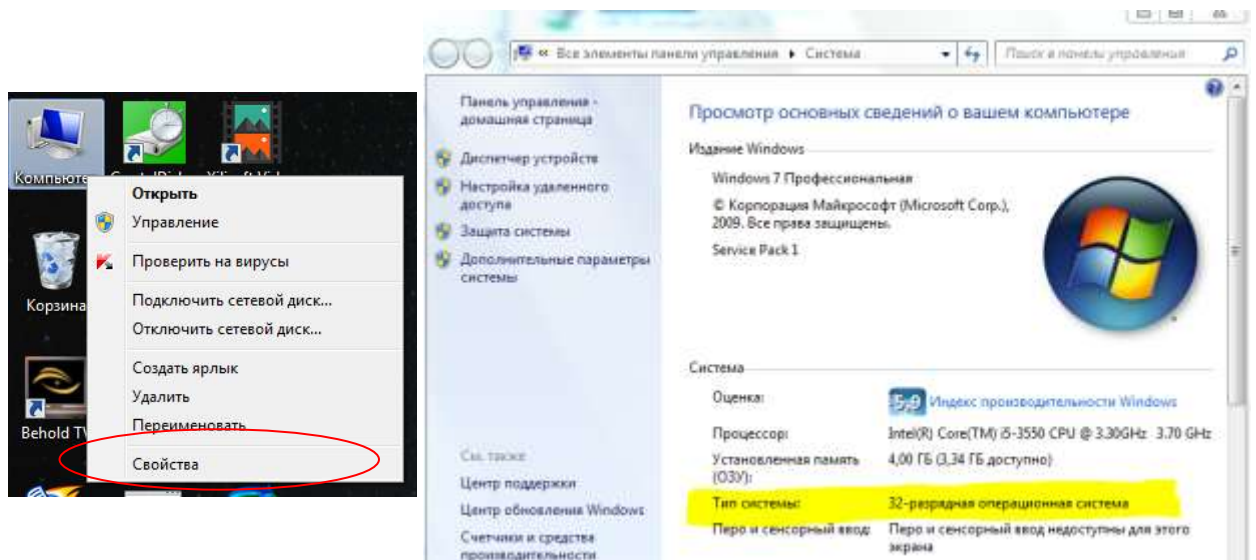 Компьюте
Открыть
Управление
Проверить на вирусы
Подключить сетевой диск...
Отключить сетевой диск...
Создать ярлык
Удалить
Переименовать
Свойства
Корзина
Behold TV
« Все элементы панели управления ▸ Система
Поиск в панели управления
Панель управления -
домашняя страница
Диспетчер устройств
Настройка удаленного
доступа
Защита системы
Дополнительные параметры
системы
См. также
Центр поддержки
Центр обновления Windows
Счетчики и средства
производительности
Просмотр основных сведений о вашем компьютере
Издание Windows
Windows 7 Профессиональная
© Корпорация Майкрософт (Microsoft Corp.),
2009. Все права защищены.
Service Pack 1
Система
Оценка: 5,9 Индекс производительности Windows
Процессор: Intel(R) Core(TM) i5-3550 CPU @ 3.30GHz 3.70 GHz
Установленная память 4,00 ГБ (3,34 ГБ доступно)
(ОЗУ):
Тип системы: 32-разрядная операционная система
Перо и сенсорный ввод: Перо и сенсорный ввод недоступны для этого
экрана